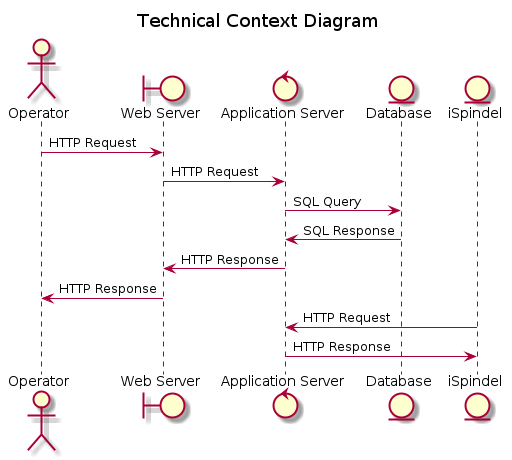 Technical Context Diagram
Operator Web Server Application Server Database iSpindel
HTTP Request
HTTP Request
SQL Query
SQL Response
HTTP Response
HTTP Response
HTTP Request
HTTP Response
Operator Web Server Application Server Database iSpindel